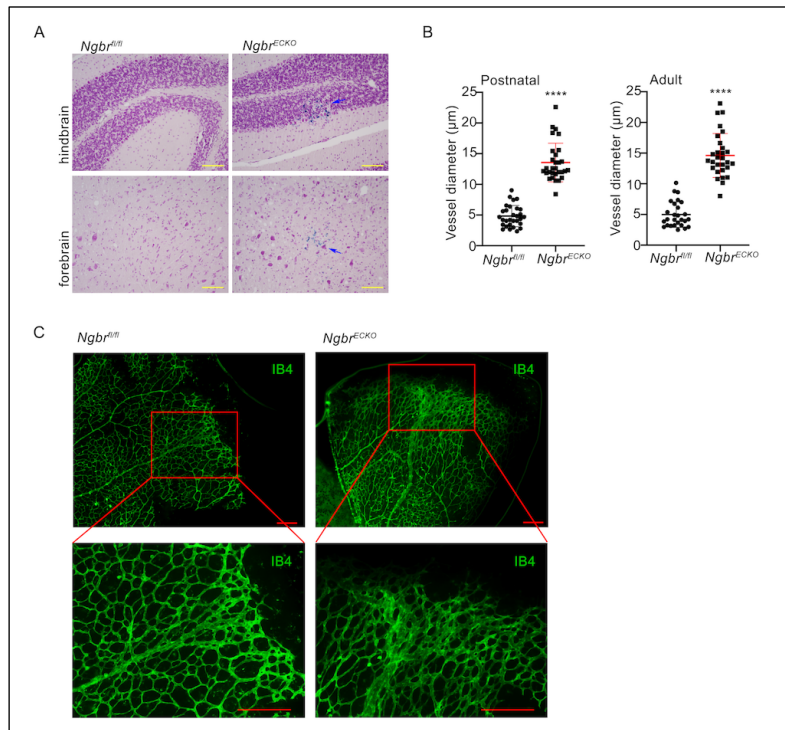 A
Ngbr^fl/fl
Ngbr^ECKO
hindbrain
forebrain
B
Postnatal
****
Vessel diameter (µm)
25
20
15
10
5
0
Ngbr^fl/fl
Ngbr^ECKO
Adult
****
Vessel diameter (µm)
25
20
15
10
5
0
Ngbr^fl/fl
Ngbr^ECKO
C
Ngbr^fl/fl
Ngbr^ECKO
IB4
IB4
IB4
IB4